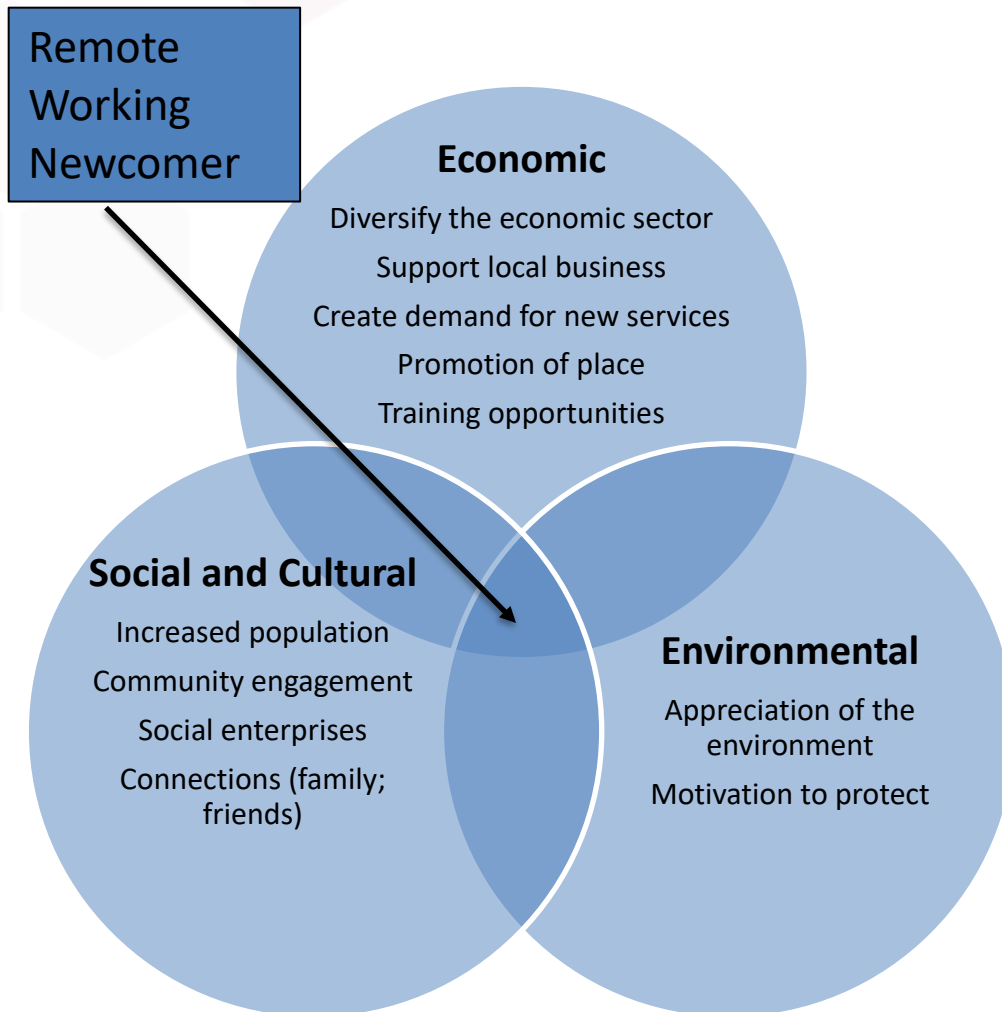 Remote
Working
Newcomer
Economic
Diversify the economic sector
Support local business
Create demand for new services
Promotion of place
Training opportunities
Social and Cultural
Increased population
Community engagement
Social enterprises
Connections (family;
friends)
Environmental
Appreciation of the
environment
Motivation to protect